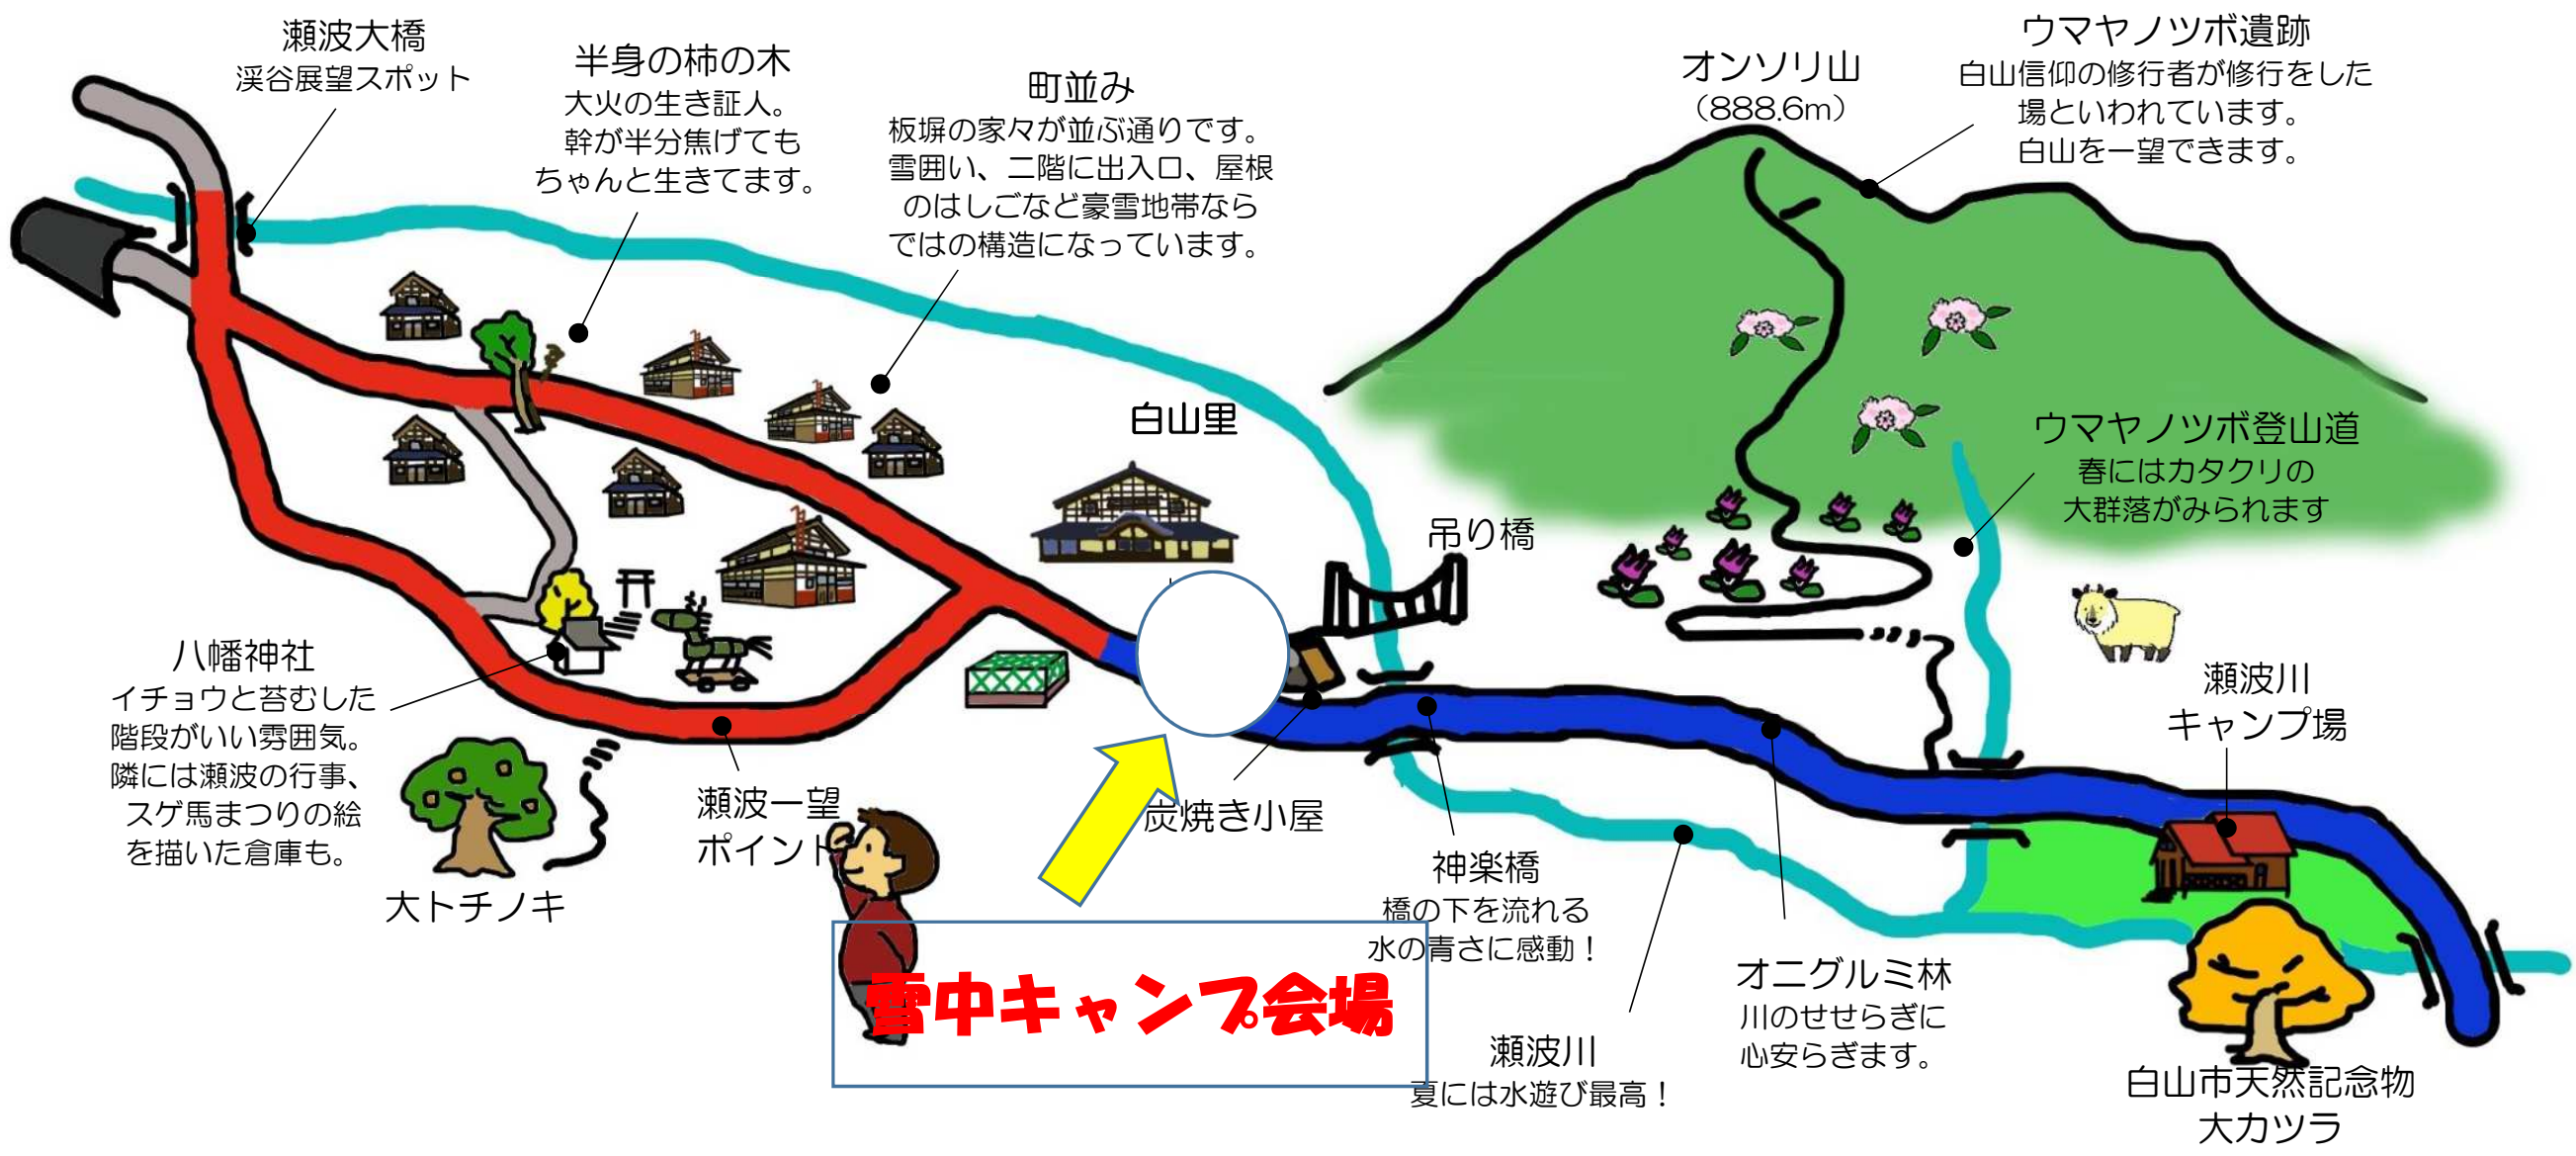 瀬波大橋
渓谷展望スポット
半身の柿の木
大火の生き証人。
幹が半分焦げても
ちゃんと生きてます。
町並み
板塀の家々が並ぶ通りです。
雪囲い、二階に出入口、屋根
のはしごなど豪雪地帯なら
ではの構造になっています。
オンソリ山
（888.6m）
ウマヤノツボ遺跡
白山信仰の修行者が修行をした
場といわれています。
白山を一望できます。
白山里
吊り橋
ウマヤノツボ登山道
春にはカタクリの
大群落がみられます
八幡神社
イチョウと苔むした
階段がいい雰囲気。
隣には瀬波の行事、
スゲ馬まつりの絵
を描いた倉庫も。
大トチノキ
瀬波一望
ポイント
炭焼き小屋
雪中キャンプ会場
神楽橋
橋の下を流れる
水の青さに感動！
瀬波川
夏には水遊び最高！
オニグルミ林
川のせせらぎに
心安らぎます。
瀬波川
キャンプ場
白山市天然記念物
大カツラ